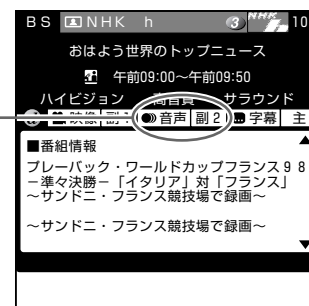 BS NHK h 3 NHK 10
おはよう世界のトップニュース
午前09:00～午前09:50
ハイビジョン 高音質 サラウンド
映像 副1 音声 副2 字幕 主
■番組情報
プレーバック・ワールドカップフランス98
－準々決勝－「イタリア」対「フランス」
～サンドニ・フランス競技場で録画～
～サンドニ・フランス競技場で録画～